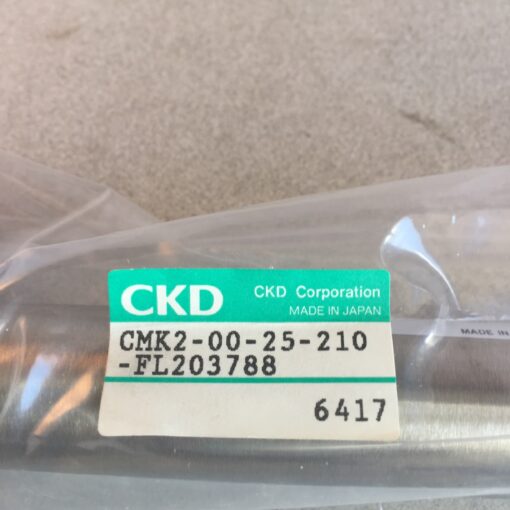 CKD
CKD Corporation
MADE IN JAPAN
CMK2-00-25-210
-FL203788
6417
MADE IN